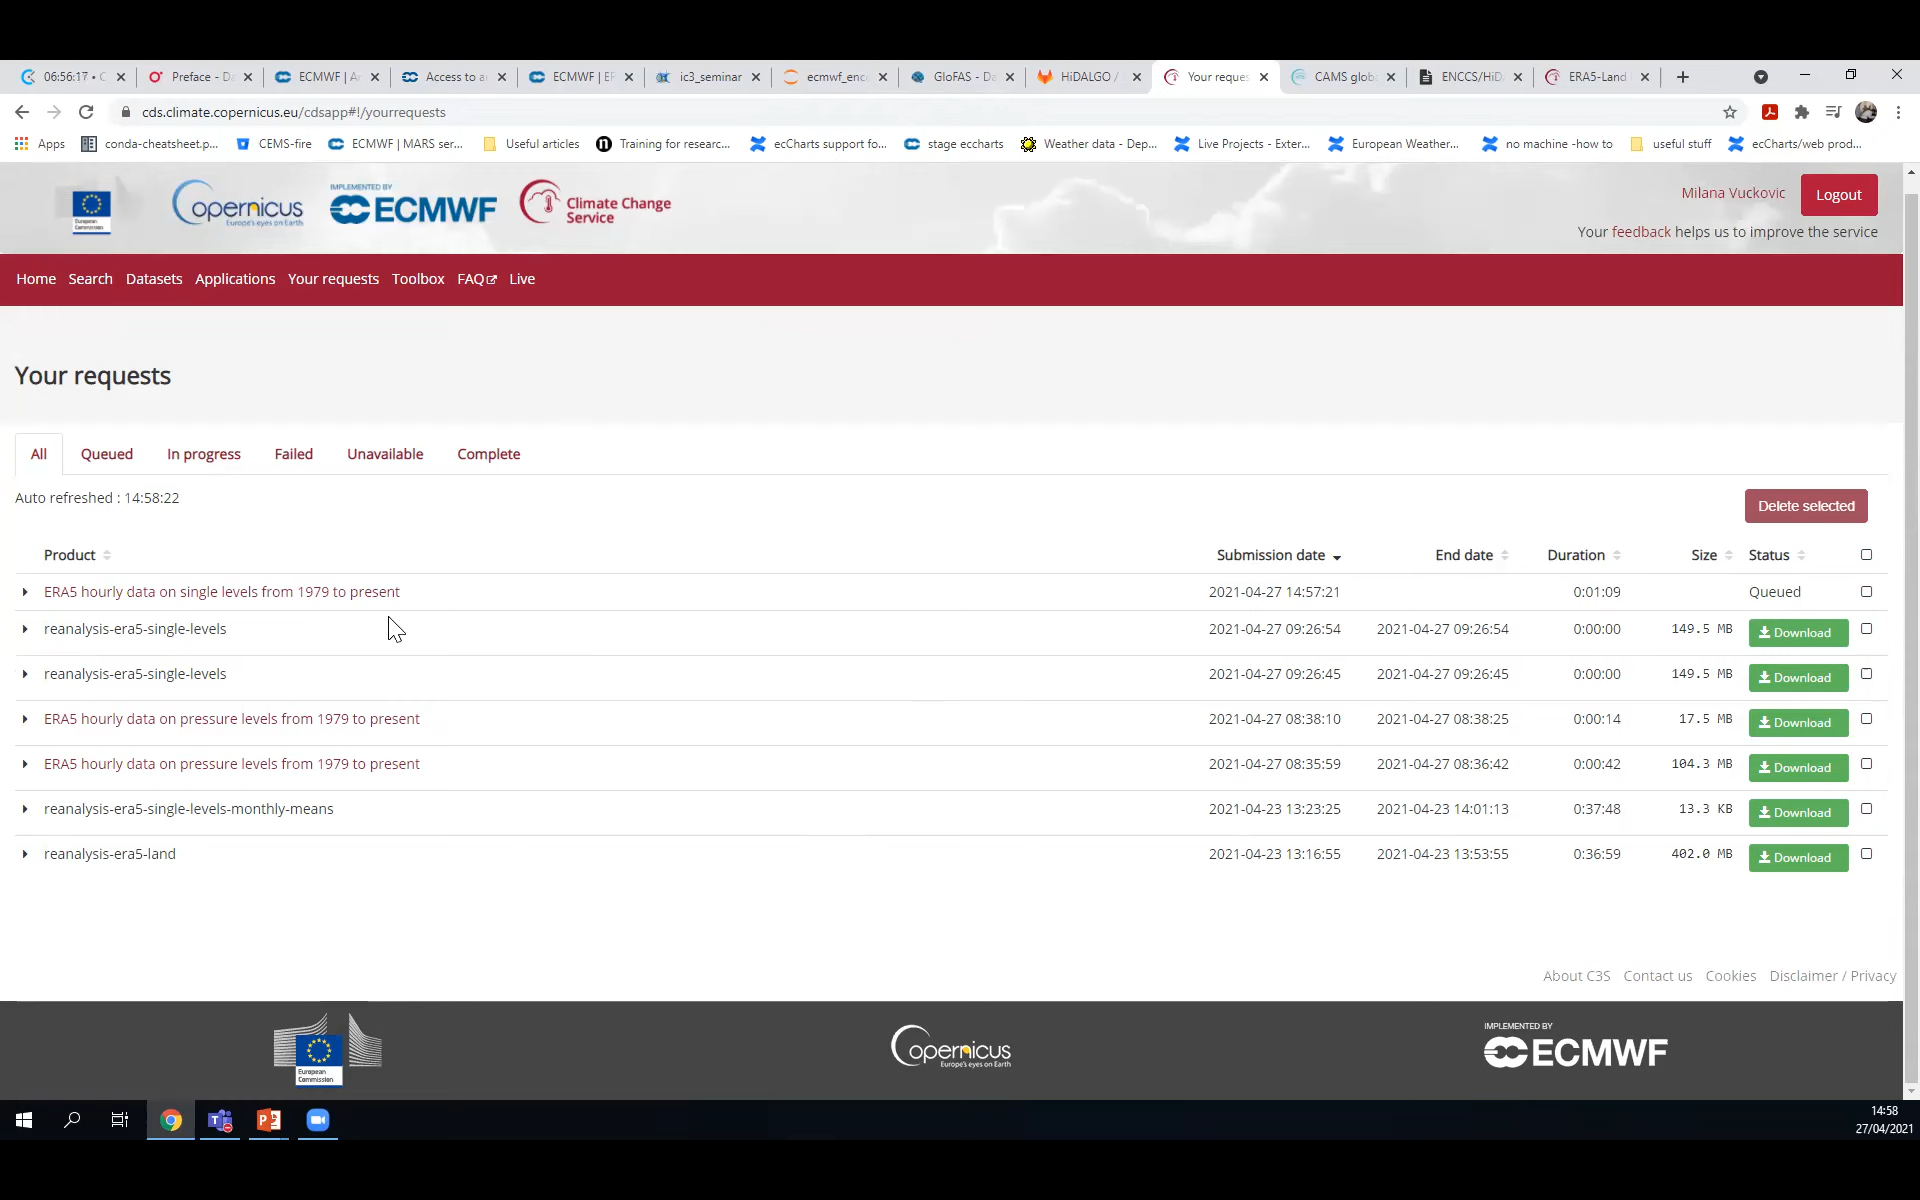 06:56:17 • C
Preface - Da
ECMWF | A
Access to a
ECMWF | EF
ic3_seminar
ecmwf_enc
GloFAS - Da
HiDALGO /
Your reques
CAMS glob
ENCCS/HiD
ERA5-Land
cds.climate.copernicus.eu/cdsapp#!/yourrequests
Apps
conda-cheatsheet.p...
CEMS-fire
ECMWF | MARS ser...
Useful articles
Training for researc...
ecCharts support fo...
stage eccharts
Weather data - Dep...
Live Projects - Exter...
European Weather...
no machine -how to
useful stuff
ecCharts/web prod...
European Commission
opernicus
Europe's eyes on Earth
IMPLEMENTED BY
ECMWF
Climate Change
Service
Milana Vuckovic
Logout
Your feedback helps us to improve the service
Home Search Datasets Applications Your requests Toolbox FAQ Live
Your requests
All Queued In progress Failed Unavailable Complete
Auto refreshed : 14:58:22
Delete selected
Product Submission date End date Duration Size Status
ERA5 hourly data on single levels from 1979 to present 2021-04-27 14:57:21 0:01:09 Queued
reanalysis-era5-single-levels 2021-04-27 09:26:54 2021-04-27 09:26:54 0:00:00 149.5 MB Download
reanalysis-era5-single-levels 2021-04-27 09:26:45 2021-04-27 09:26:45 0:00:00 149.5 MB Download
ERA5 hourly data on pressure levels from 1979 to present 2021-04-27 08:38:10 2021-04-27 08:38:25 0:00:14 17.5 MB Download
ERA5 hourly data on pressure levels from 1979 to present 2021-04-27 08:35:59 2021-04-27 08:36:42 0:00:42 104.3 MB Download
reanalysis-era5-single-levels-monthly-means 2021-04-23 13:23:25 2021-04-23 14:01:13 0:37:48 13.3 KB Download
reanalysis-era5-land 2021-04-23 13:16:55 2021-04-23 13:53:55 0:36:59 402.0 MB Download
About C3S Contact us Cookies Disclaimer / Privacy
European
Commission
opernicus
Europe's eyes on Earth
IMPLEMENTED BY
ECMWF
14:58
27/04/2021